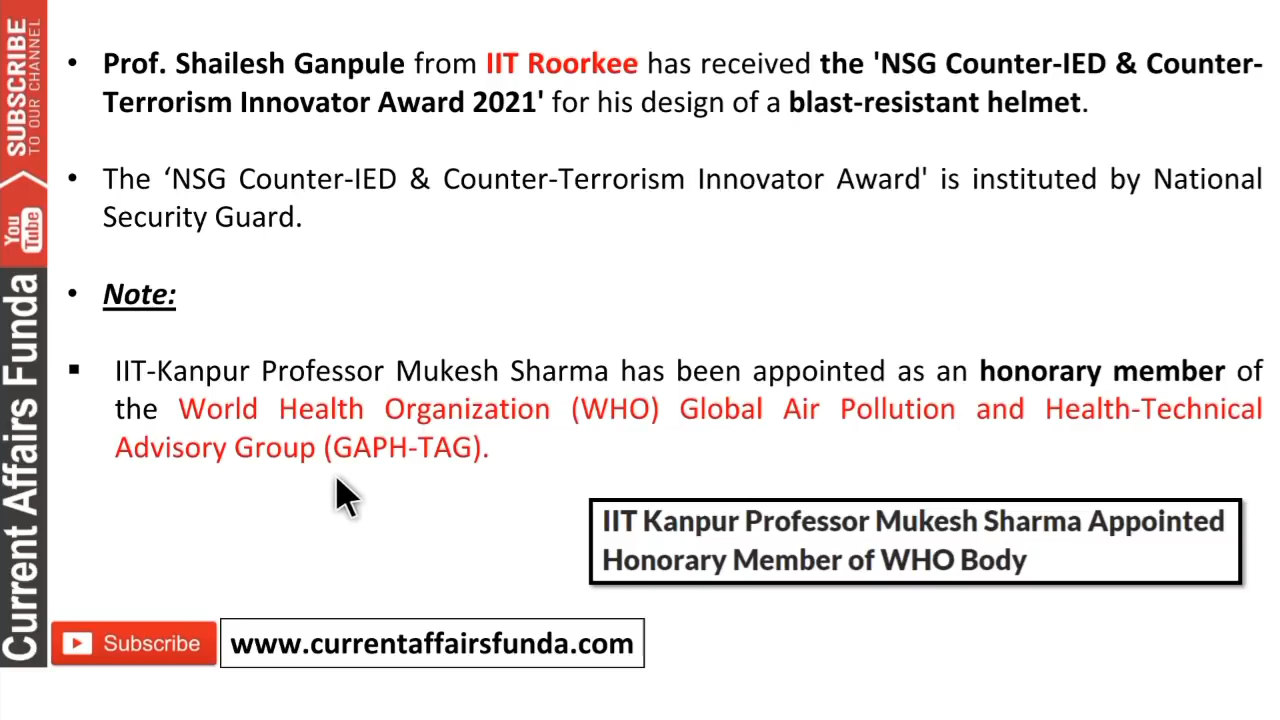 SUBSCRIBE
TO OUR CHANNEL
You
Tube
Current Affairs Funda
• Prof. Shailesh Ganpule from IIT Roorkee has received the 'NSG Counter-IED & Counter-
Terrorism Innovator Award 2021' for his design of a blast-resistant helmet.
• The ‘NSG Counter-IED & Counter-Terrorism Innovator Award' is instituted by National
Security Guard.
• Note:
▪ IIT-Kanpur Professor Mukesh Sharma has been appointed as an honorary member of
the World Health Organization (WHO) Global Air Pollution and Health-Technical
Advisory Group (GAPH-TAG).
IIT Kanpur Professor Mukesh Sharma Appointed
Honorary Member of WHO Body
Subscribe
www.currentaffairsfunda.com